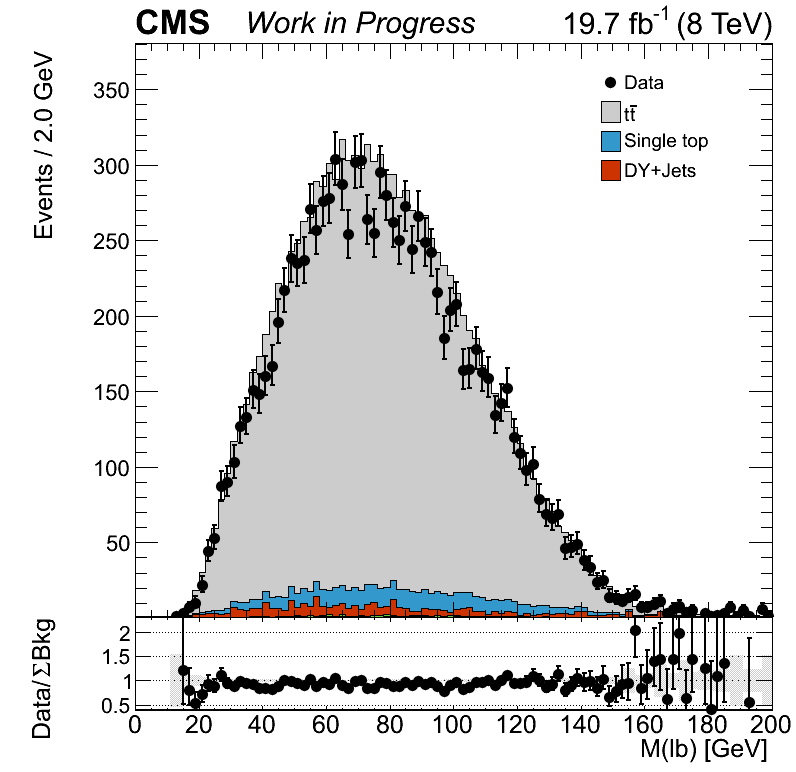 CMS Work in Progress 19.7 fb⁻¹ (8 TeV)
Events / 2.0 GeV
350
300
250
200
150
100
50
Data
tt̄
Single top
DY+Jets
Data/ΣBkg
2
1.5
1
0.5
0 20 40 60 80 100 120 140 160 180 200
M(lb) [GeV]